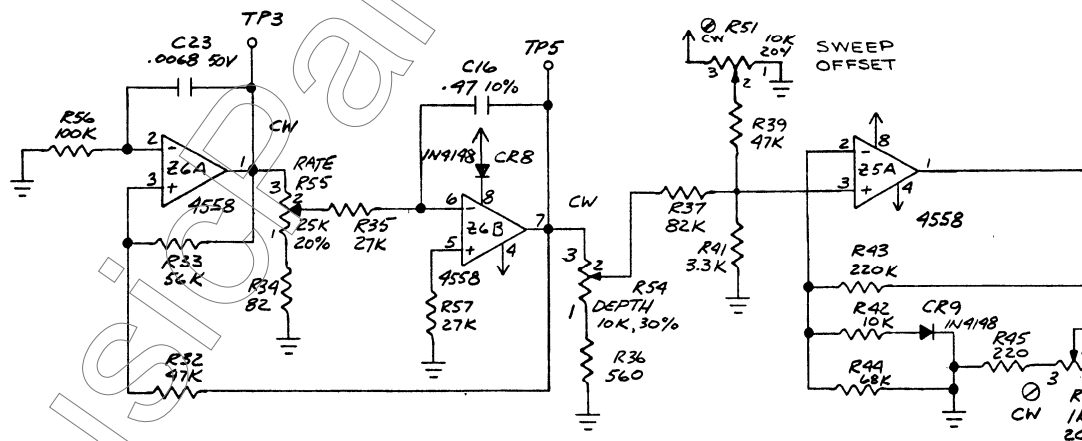 TP3
C23
.0068 50V
R56
100K
2
3
1
Z6A
4558
CW
RATE
R55
3
2
1
25K
20%
R33
56K
R34
82
R32
47K
R35
27K
TP5
C16
.47 10%
1N4148
CR8
8
6
5
7
4
Z6B
4558
R57
27K
CW
3
2
1
R54
DEPTH
10K, 30%
R36
560
R37
82K
R51
CW
10K
20%
3
2
1
SWEEP
OFFSET
R39
47K
R41
3.3K
2
3
8
1
4
Z5A
4558
R43
220K
R42
10K
CR9
1N4148
R44
68K
R45
220
3
CW